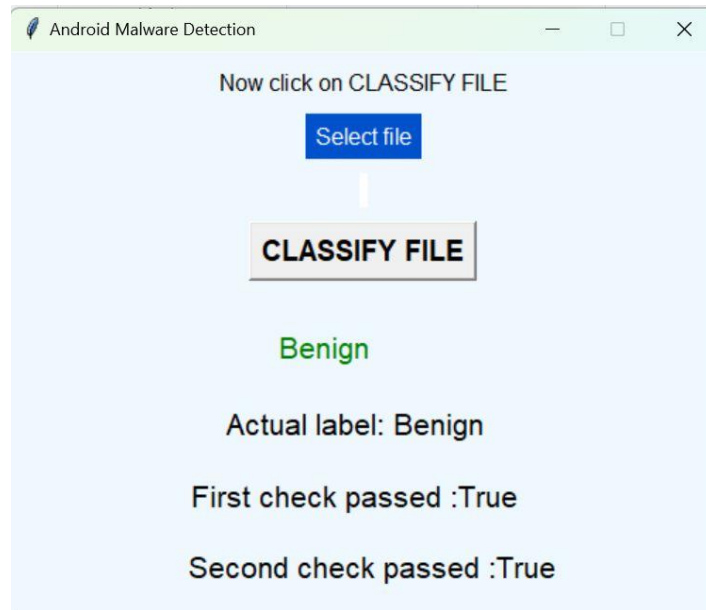 Android Malware Detection
Now click on CLASSIFY FILE
Select file
CLASSIFY FILE
Benign
Actual label: Benign
First check passed :True
Second check passed :True